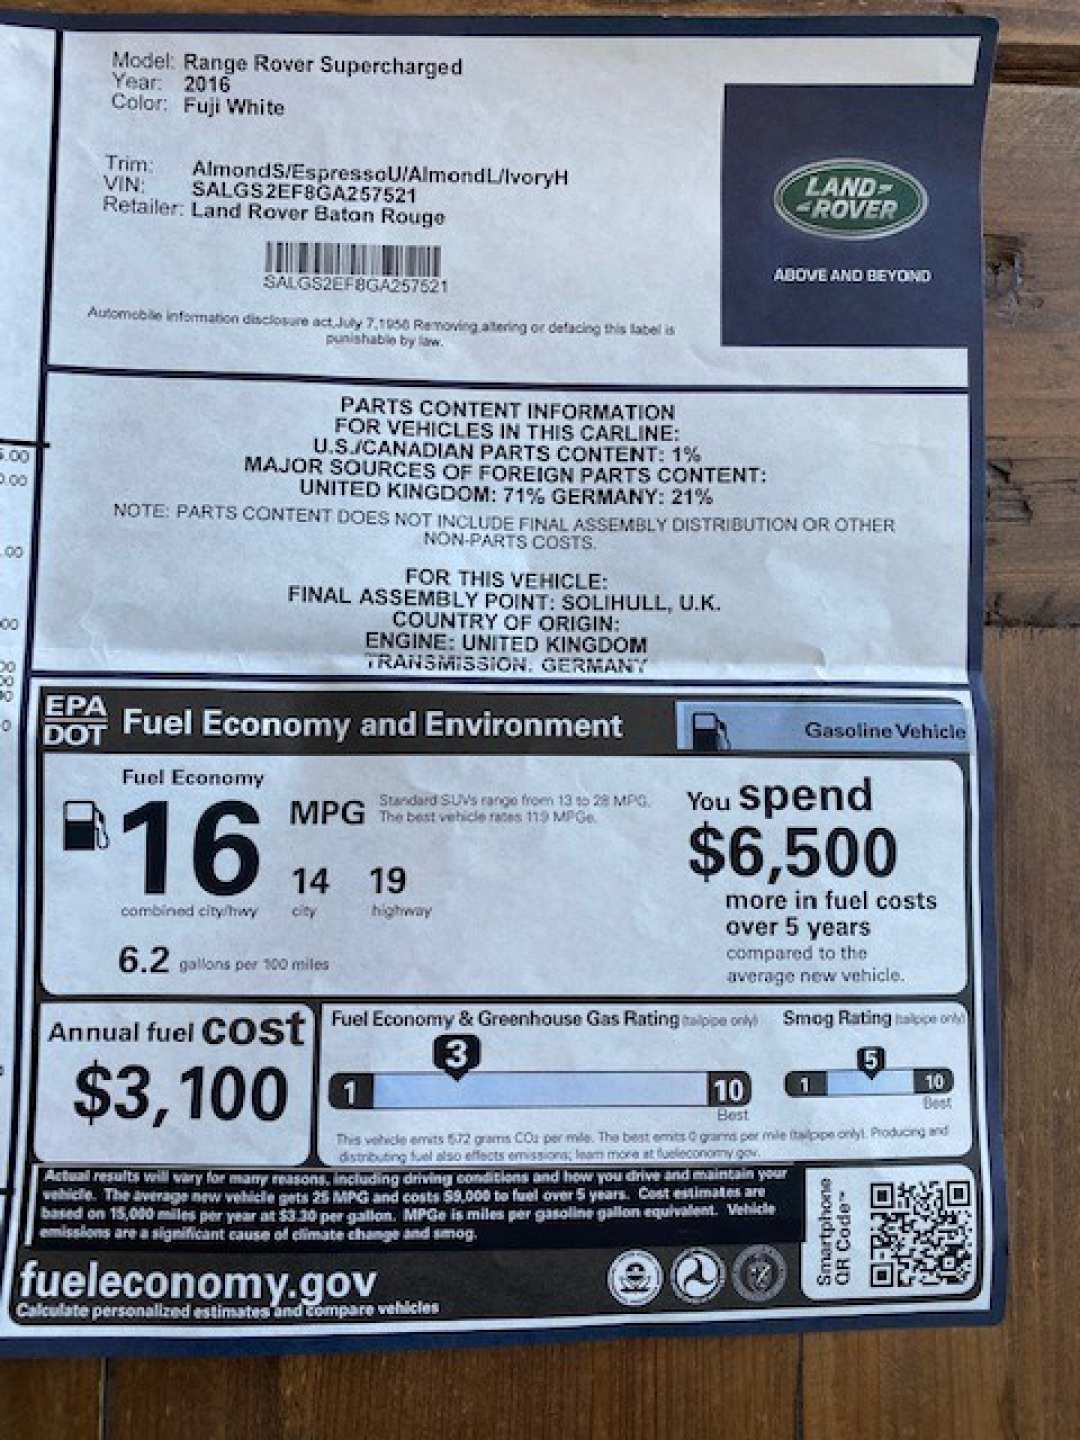 Model: Range Rover Supercharged
Year: 2016
Color: Fuji White
Trim: AlmondS/EspressoU/AlmondL/IvoryH
VIN: SALGS2EF8GA257521
Retailer: Land Rover Baton Rouge
SALGS2EF8GA257521
Automobile information disclosure act,July 7,1958 Removing,altering or defacing this label is
punishable by law.
LAND-
-ROVER
ABOVE AND BEYOND
PARTS CONTENT INFORMATION
FOR VEHICLES IN THIS CARLINE:
U.S./CANADIAN PARTS CONTENT: 1%
MAJOR SOURCES OF FOREIGN PARTS CONTENT:
UNITED KINGDOM: 71% GERMANY: 21%
NOTE: PARTS CONTENT DOES NOT INCLUDE FINAL ASSEMBLY DISTRIBUTION OR OTHER
NON-PARTS COSTS.
FOR THIS VEHICLE:
FINAL ASSEMBLY POINT: SOLIHULL, U.K.
COUNTRY OF ORIGIN:
ENGINE: UNITED KINGDOM
TRANSMISSION: GERMANY
EPA
DOT
Fuel Economy and Environment
Gasoline Vehicle
Fuel Economy
16 MPG
Standard SUVs range from 13 to 28 MPG.
The best vehicle rates 119 MPGe.
14 19
combined city/hwy city highway
6.2 gallons per 100 miles
You spend
$6,500
more in fuel costs
over 5 years
compared to the
average new vehicle.
Annual fuel cost
$3,100
Fuel Economy & Greenhouse Gas Rating (tailpipe only)
3
1 10
Best
Smog Rating (tailpipe only)
5
1 10
Best
This vehicle emits 572 grams CO2 per mile. The best emits 0 grams per mile (tailpipe only). Producing and
distributing fuel also effects emissions; learn more at fueleconomy.gov.
Actual results will vary for many reasons, including driving conditions and how you drive and maintain your
vehicle. The average new vehicle gets 25 MPG and costs $9,000 to fuel over 5 years. Cost estimates are
based on 15,000 miles per year at $3.30 per gallon. MPGe is miles per gasoline gallon equivalent. Vehicle
emissions are a significant cause of climate change and smog.
fueleconomy.gov
Calculate personalized estimates and compare vehicles
Smartphone
QR Code™